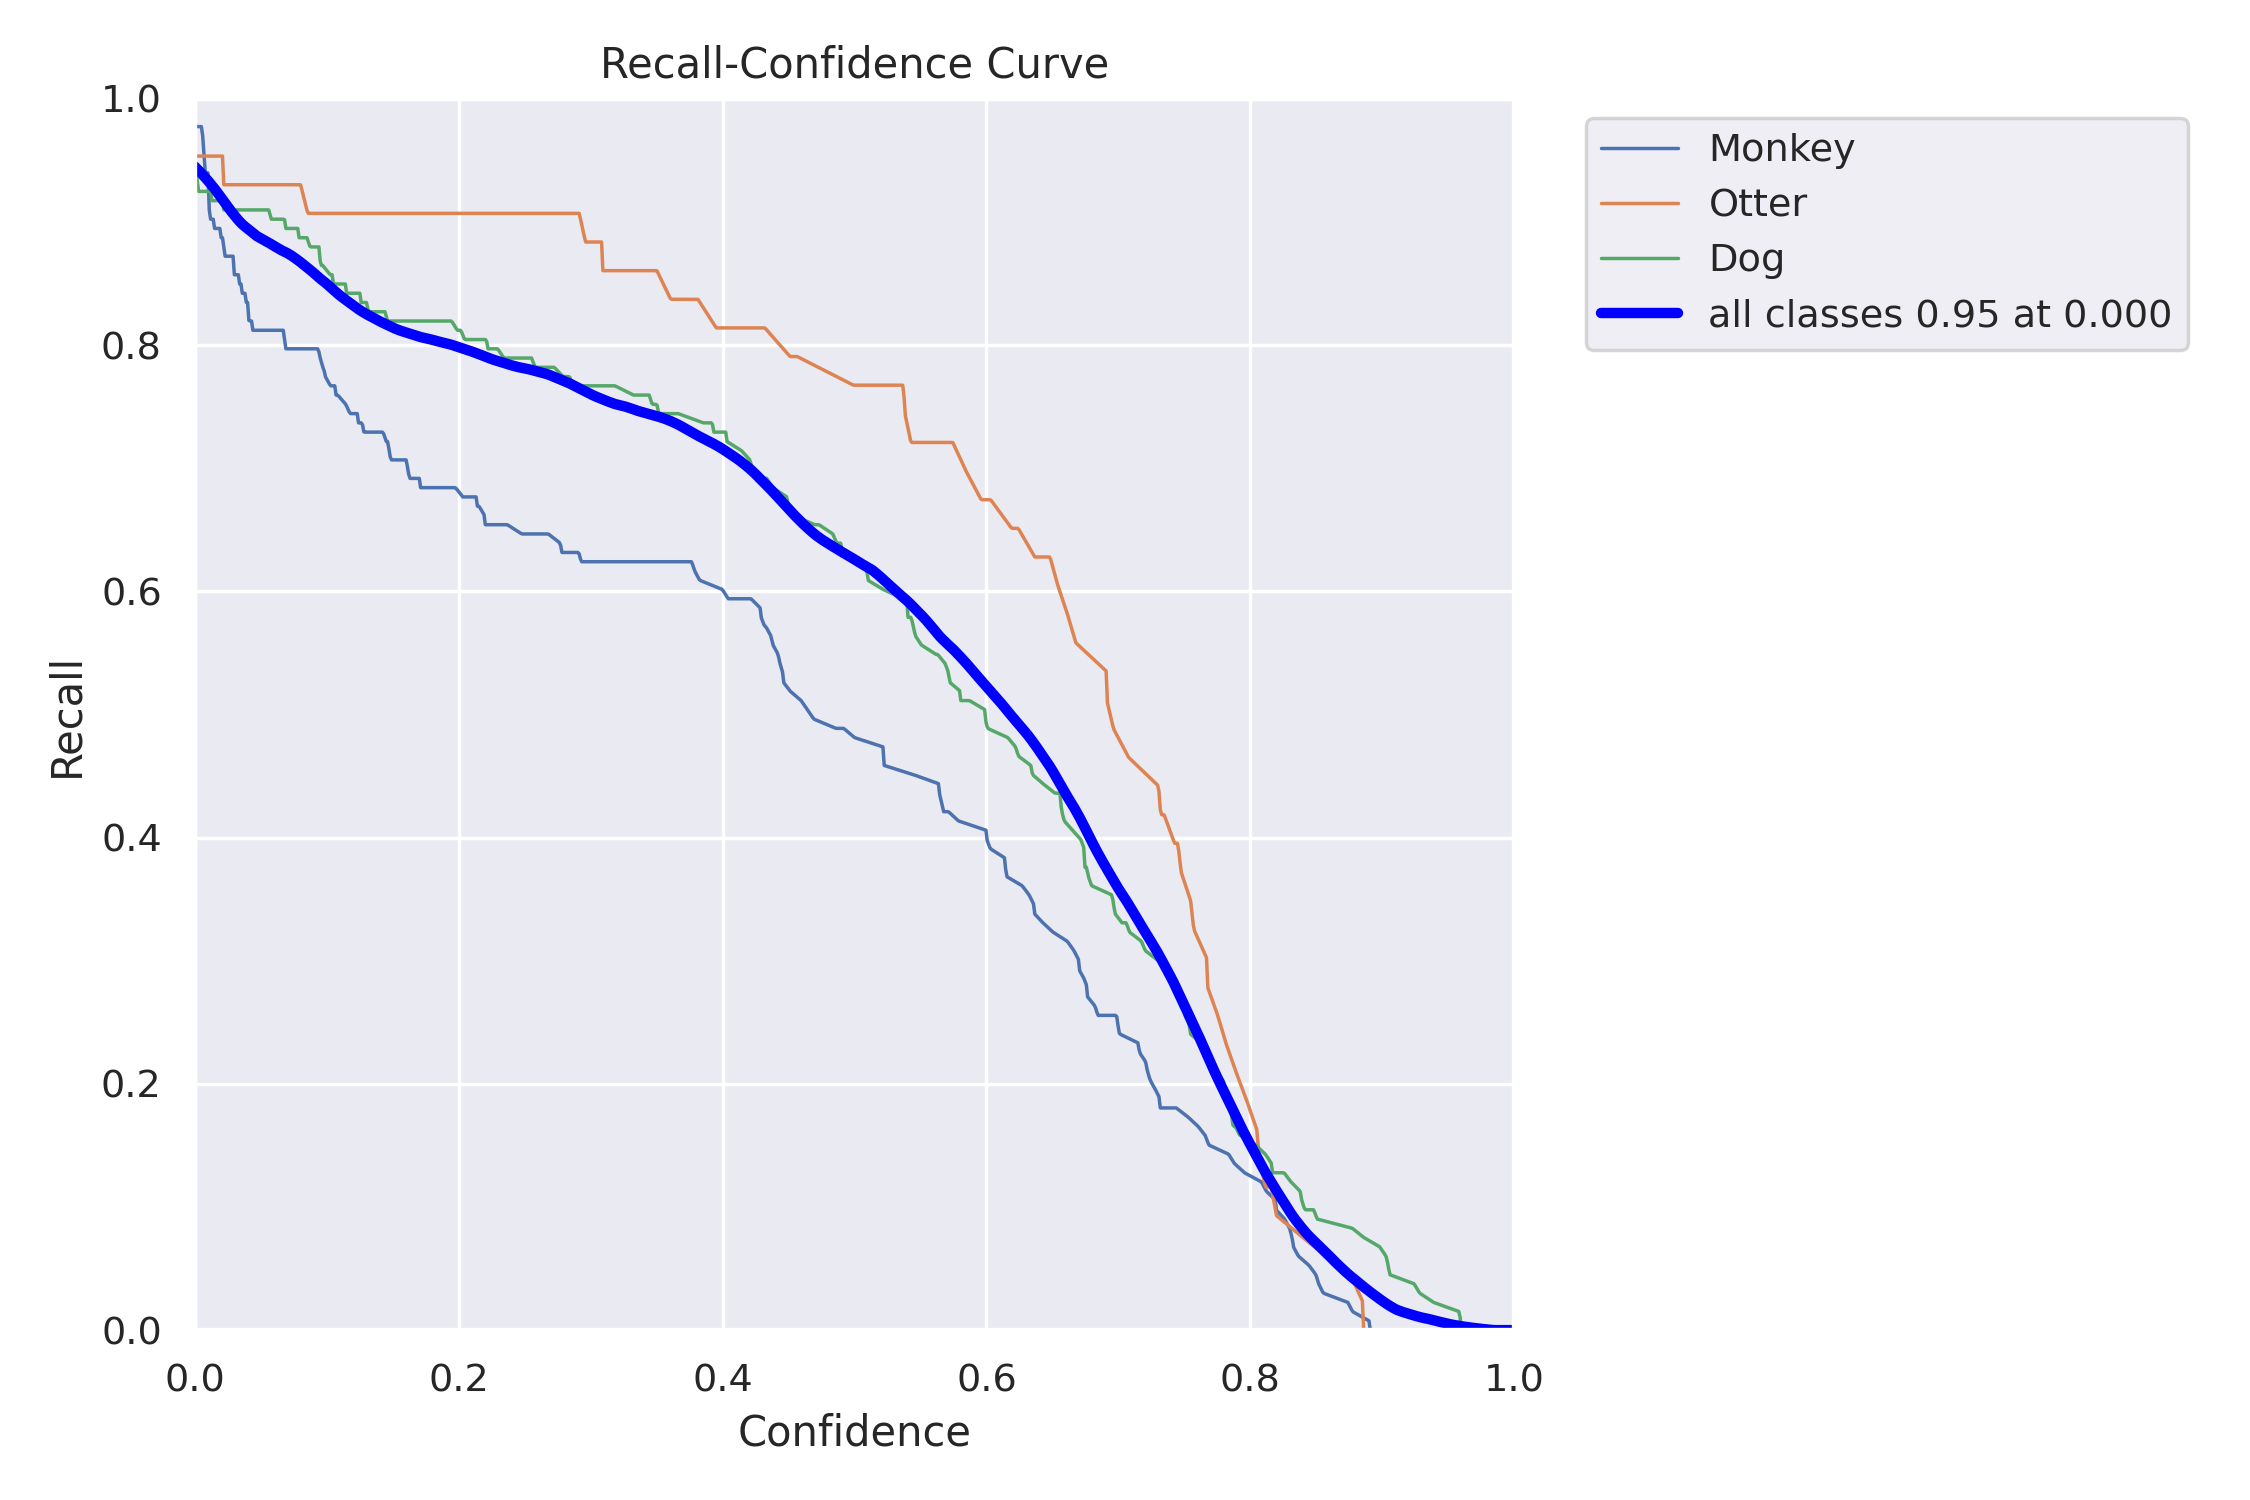 Recall-Confidence Curve
1.0
0.8
0.6
0.4
0.2
0.0
Recall
0.0 0.2 0.4 0.6 0.8 1.0
Confidence
Monkey
Otter
Dog
all classes 0.95 at 0.000